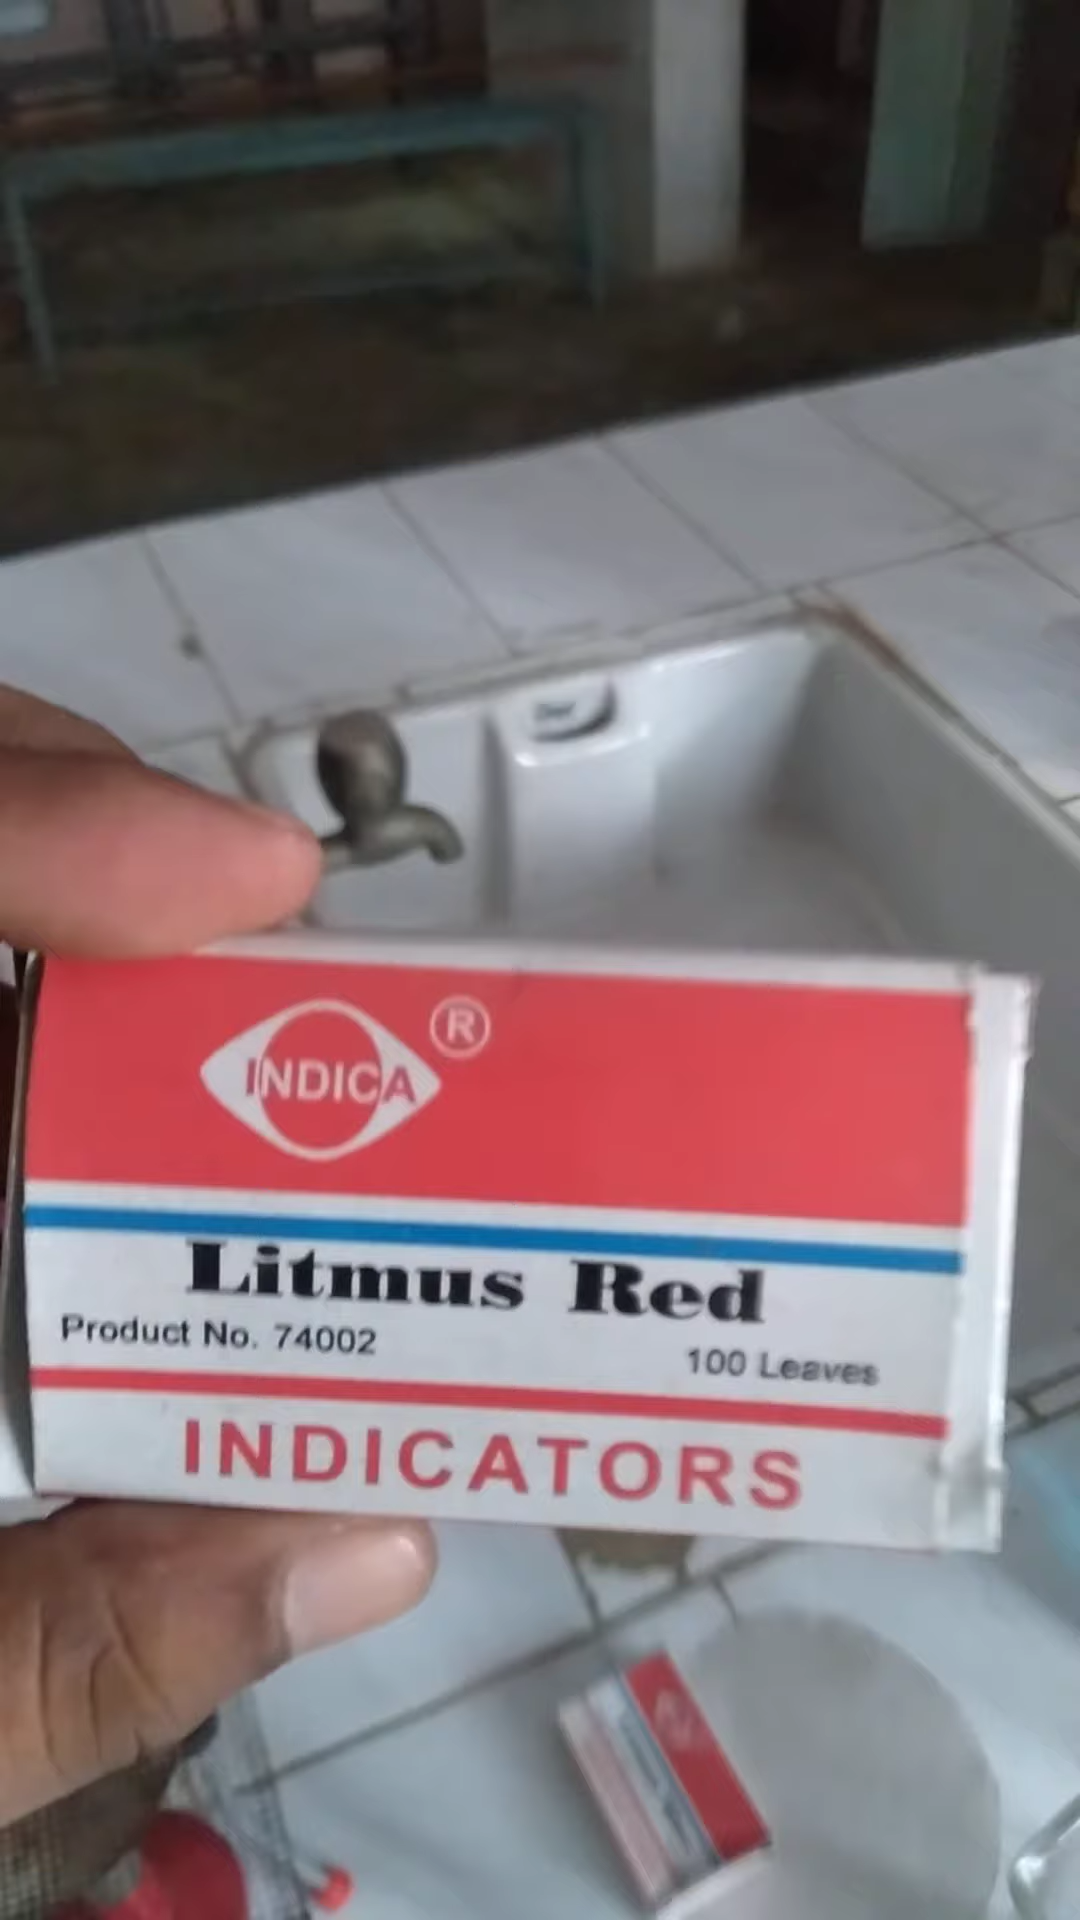 INDICA ®
Litmus Red
Product No. 74002
100 Leaves
INDICATORS